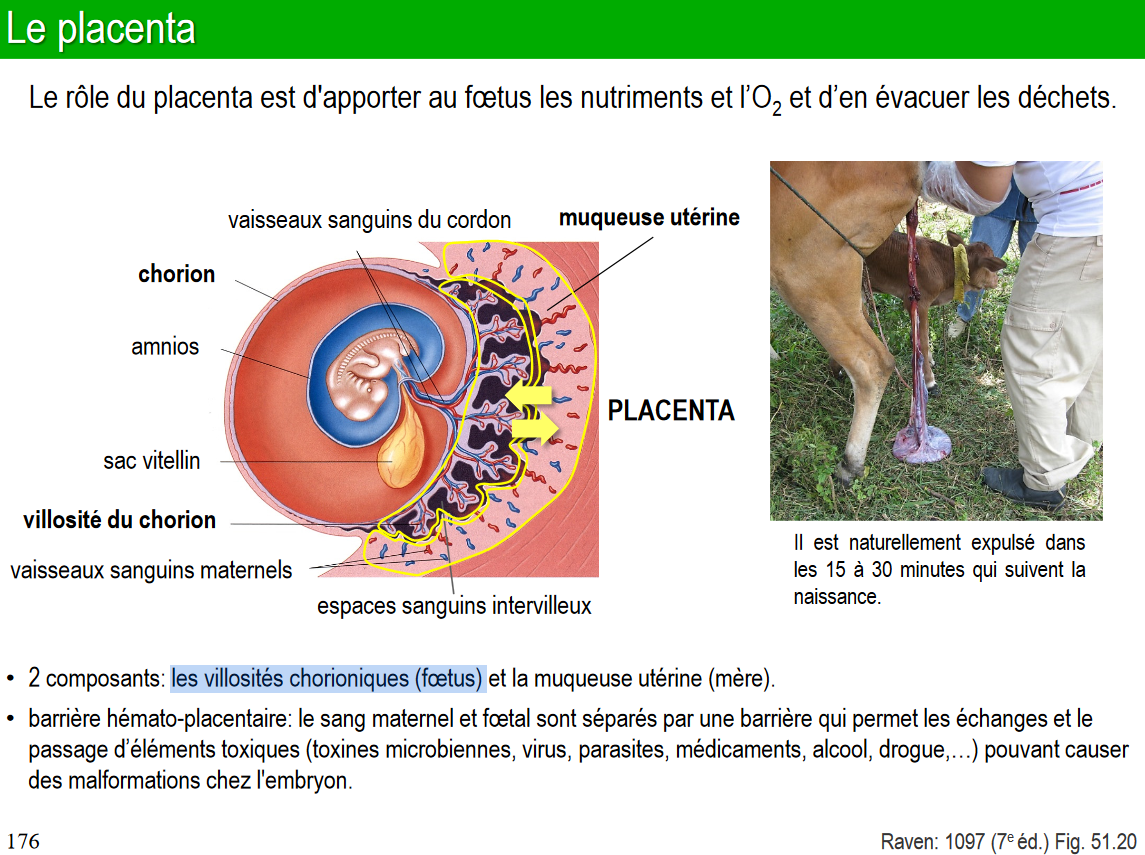 Le placenta
Le rôle du placenta est d'apporter au fœtus les nutriments et l’O₂ et d’en évacuer les déchets.
vaisseaux sanguins du cordon
muqueuse utérine
chorion
amnios
PLACENTA
sac vitellin
villosité du chorion
vaisseaux sanguins maternels
espaces sanguins intervilleux
Il est naturellement expulsé dans
les 15 à 30 minutes qui suivent la
naissance.
• 2 composants: les villosités chorioniques (fœtus) et la muqueuse utérine (mère).
• barrière hémato-placentaire: le sang maternel et fœtal sont séparés par une barrière qui permet les échanges et le
passage d’éléments toxiques (toxines microbiennes, virus, parasites, médicaments, alcool, drogue,…) pouvant causer
des malformations chez l'embryon.
176
Raven: 1097 (7ᵉ éd.) Fig. 51.20